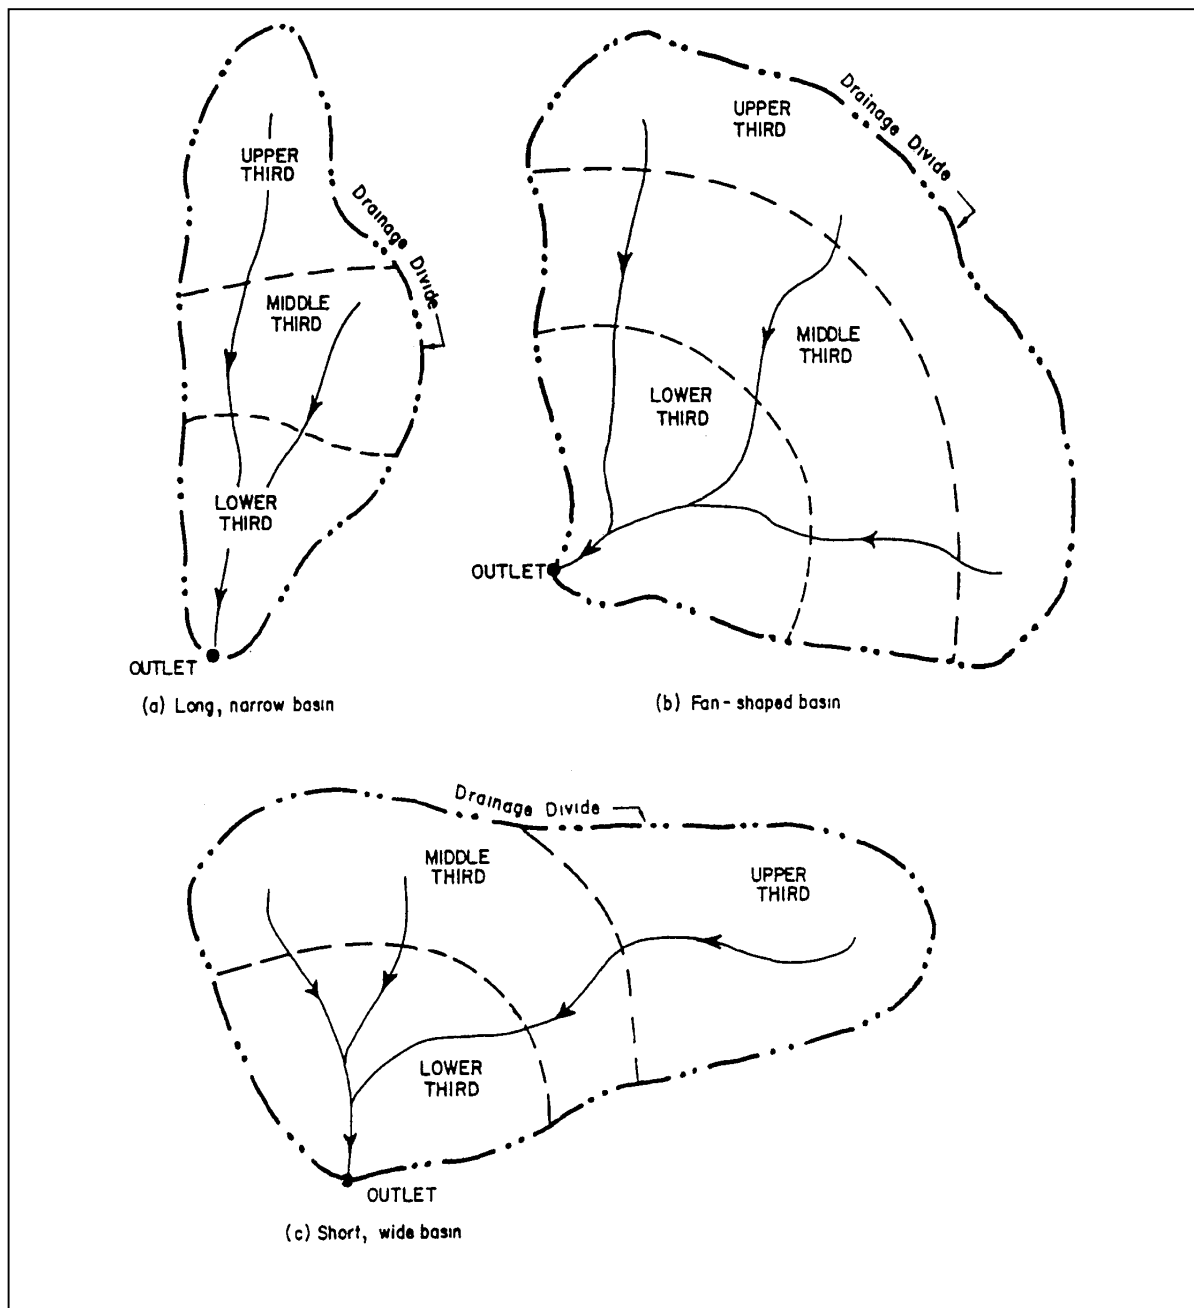 UPPER
THIRD
Drainage Divide
MIDDLE
THIRD
LOWER
THIRD
OUTLET
(a) Long, narrow basin
UPPER
THIRD
Drainage Divide
MIDDLE
THIRD
LOWER
THIRD
OUTLET
(b) Fan-shaped basin
Drainage Divide
MIDDLE
THIRD
UPPER
THIRD
LOWER
THIRD
OUTLET
(c) Short, wide basin